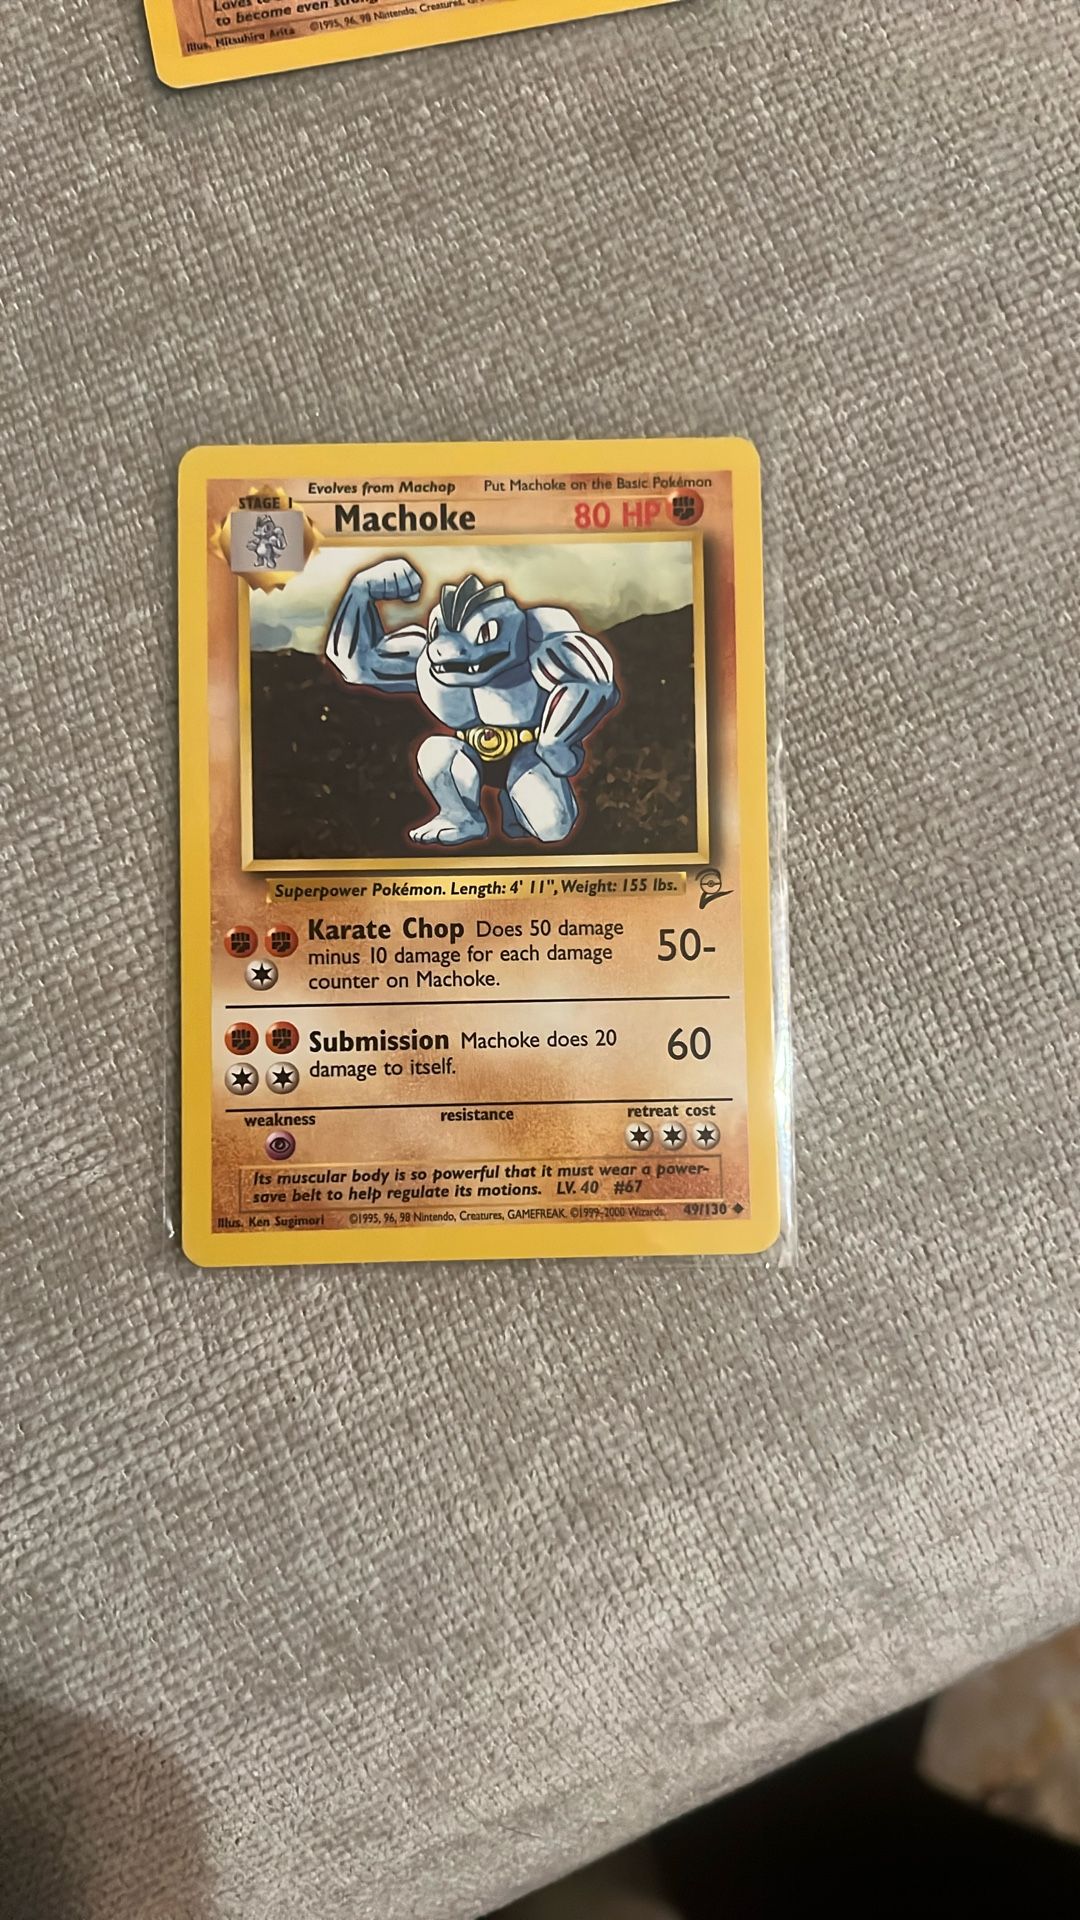 Loves to
to become even strong
Illus. Mitsuhiro Arita ©1995, 96, 98 Nintendo, Creatures,
Evolves from Machop Put Machoke on the Basic Pokémon
STAGE 1
Machoke 80 HP
Superpower Pokémon. Length: 4' 11", Weight: 155 lbs.
Karate Chop Does 50 damage
minus 10 damage for each damage 50-
counter on Machoke.
Submission Machoke does 20 60
damage to itself.
weakness resistance retreat cost
Its muscular body is so powerful that it must wear a power-
save belt to help regulate its motions. LV. 40 #67
Illus. Ken Sugimori ©1995, 96, 98 Nintendo, Creatures, GAMEFREAK. ©1999-2000 Wizards. 49/130